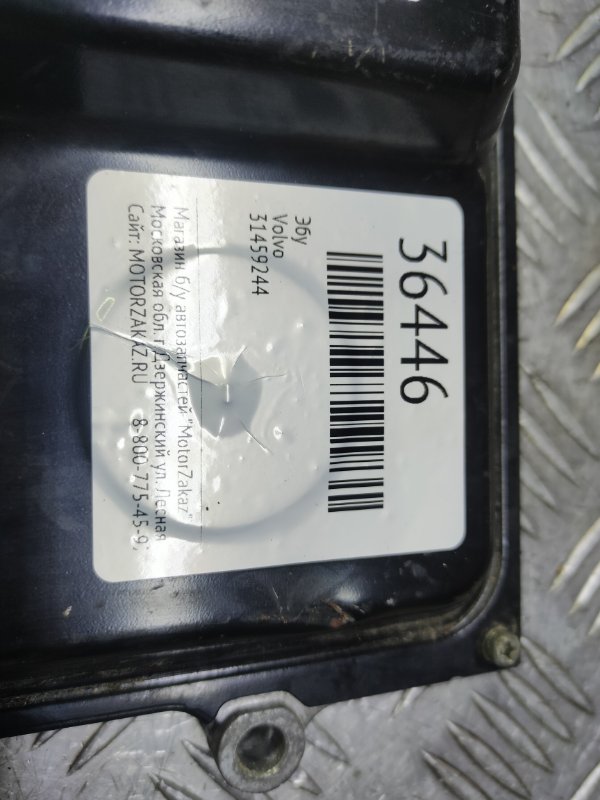 36446
Эбу
Volvo
31459244
Магазин б/у автозапчастей "MotorZakaz"
Московская обл. г. Дзержинский ул. Лесная
Сайт: MOTORZAKAZ.RU 8-800-775-45-9